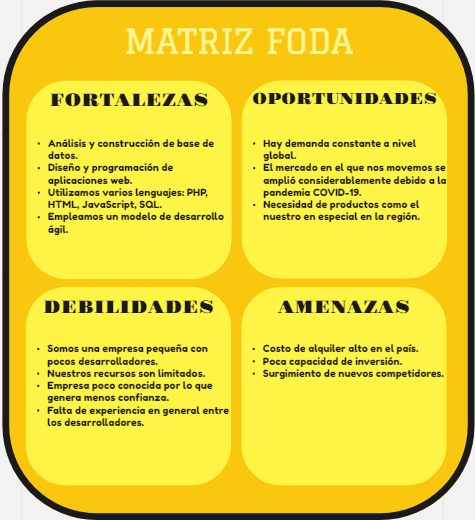 MATRIZ FODA
FORTALEZAS
• Análisis y construcción de base de
datos.
• Diseño y programación de
aplicaciones web.
• Utilizamos varios lenguajes: PHP,
HTML, JavaScript, SQL.
• Empleamos un modelo de desarrollo
ágil.
OPORTUNIDADES
• Hay demanda constante a nivel
global.
• El mercado en el que nos movemos se
amplió considerablemente debido a la
pandemia COVID-19.
• Necesidad de productos como el
nuestro en especial en la región.
DEBILIDADES
• Somos una empresa pequeña con
pocos desarrolladores.
• Nuestros recursos son limitados.
• Empresa poco conocida por lo que
genera menos confianza.
• Falta de experiencia en general entre
los desarrolladores.
AMENAZAS
• Costo de alquiler alto en el país.
• Poca capacidad de inversión.
• Surgimiento de nuevos competidores.